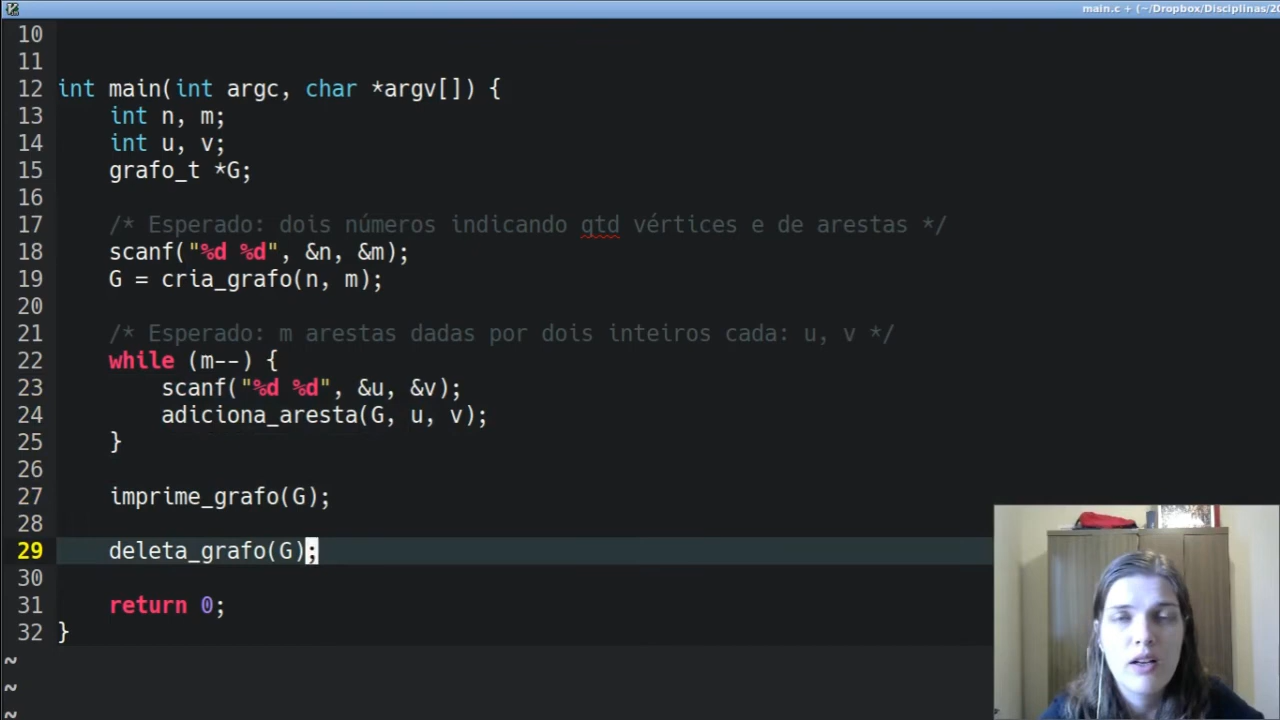 main.c + (~/Dropbox/Disciplinas/20
10
11
12 int main(int argc, char *argv[]) {
13     int n, m;
14     int u, v;
15     grafo_t *G;
16
17     /* Esperado: dois números indicando qtd vértices e de arestas */
18     scanf("%d %d", &n, &m);
19     G = cria_grafo(n, m);
20
21     /* Esperado: m arestas dadas por dois inteiros cada: u, v */
22     while (m--) {
23         scanf("%d %d", &u, &v);
24         adiciona_aresta(G, u, v);
25     }
26
27     imprime_grafo(G);
28
29     deleta_grafo(G);
30
31     return 0;
32 }
~
~
~